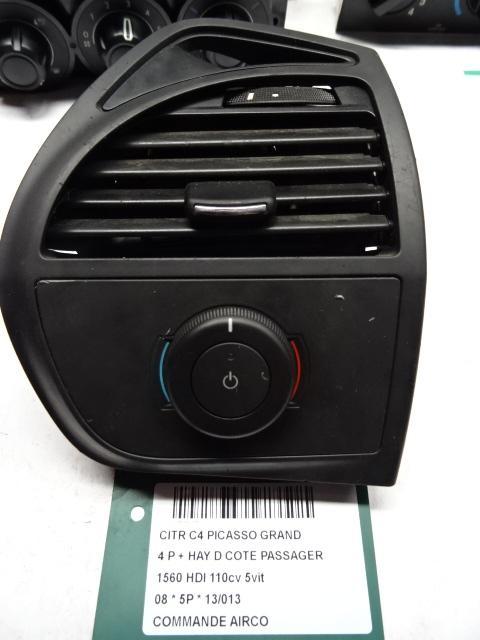 CITR C4 PICASSO GRAND
4 P + HAY D COTE PASSAGER
1560 HDI 110cv 5vit
08 * 5P * 13/013
COMMANDE AIRCO